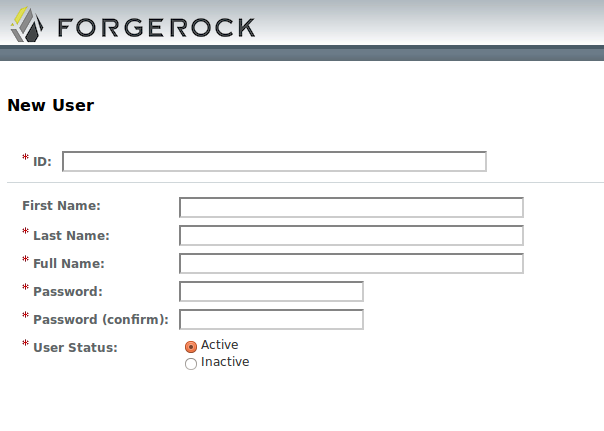 FORGEROCK
New User
* ID:
First Name:
* Last Name:
* Full Name:
* Password:
* Password (confirm):
* User Status: Active
Inactive